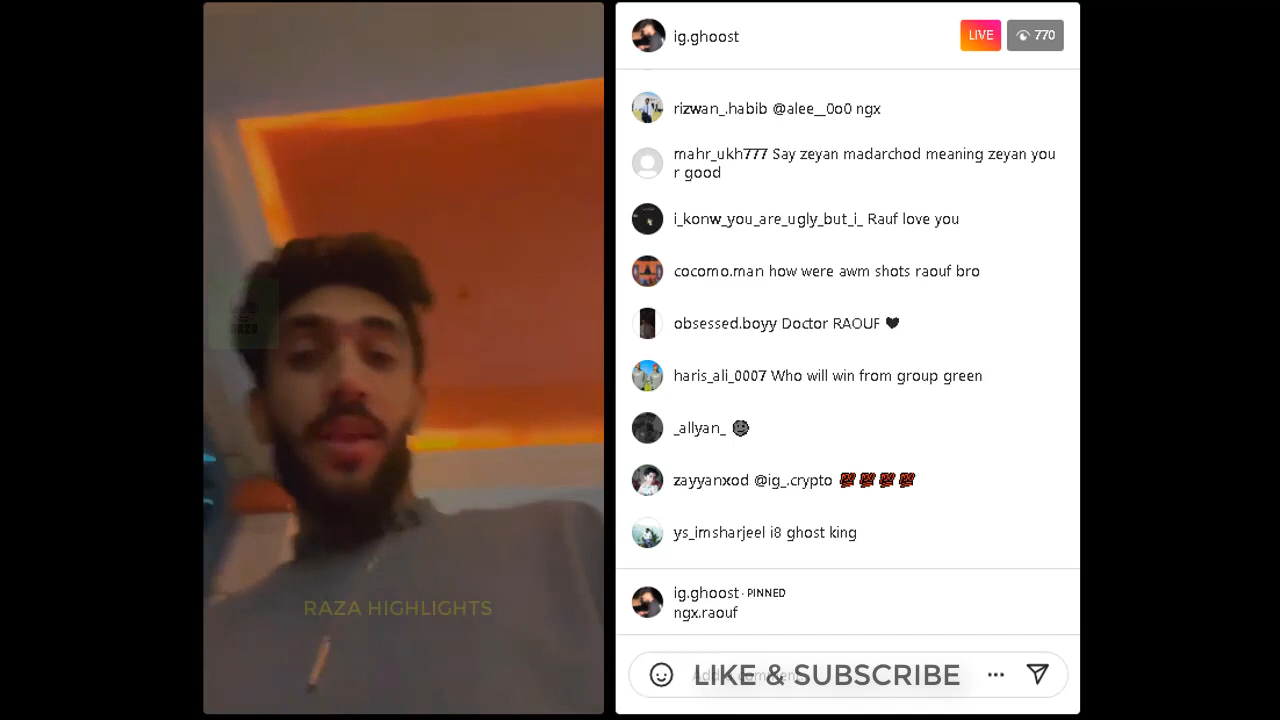 ig.ghoost
LIVE
770
rizwan_.habib @alee__0o0 ngx
mahr_ukh777 Say zeyan madarchod meaning zeyan you
r good
i_konw_you_are_ugly_but_i_ Rauf love you
cocomo.man how were awm shots raouf bro
obsessed.boyy Doctor RAOUF 🖤
haris_ali_0007 Who will win from group green
_allyan_
zayyanxod @ig_.crypto 💯💯💯💯
ys_imsharjeel i8 ghost king
RAZA HIGHLIGHTS
ig.ghoost · PINNED
ngx.raouf
LIKE & SUBSCRIBE